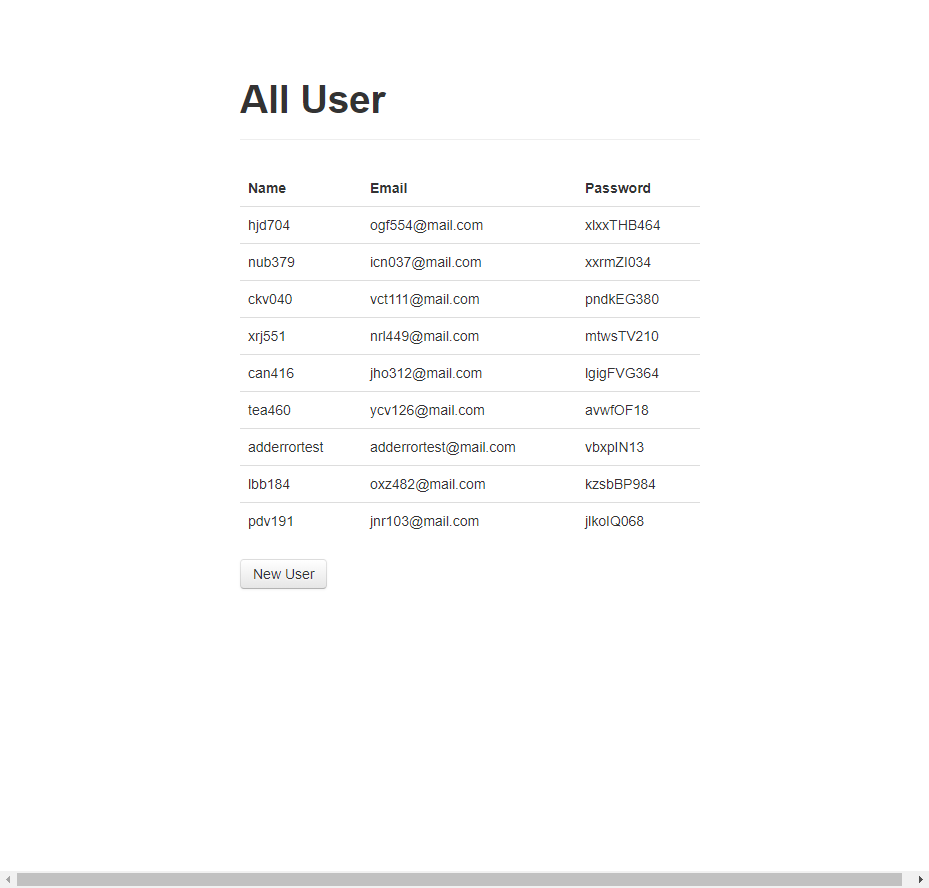 All User
Name Email Password
hjd704 ogf554@mail.com xlxxTHB464
nub379 icn037@mail.com xxrmZI034
ckv040 vct111@mail.com pndkEG380
xrj551 nrl449@mail.com mtwsTV210
can416 jho312@mail.com lgigFVG364
tea460 ycv126@mail.com avwfOF18
adderrortest adderrortest@mail.com vbxpIN13
lbb184 oxz482@mail.com kzsbBP984
pdv191 jnr103@mail.com jlkoIQ068
New User